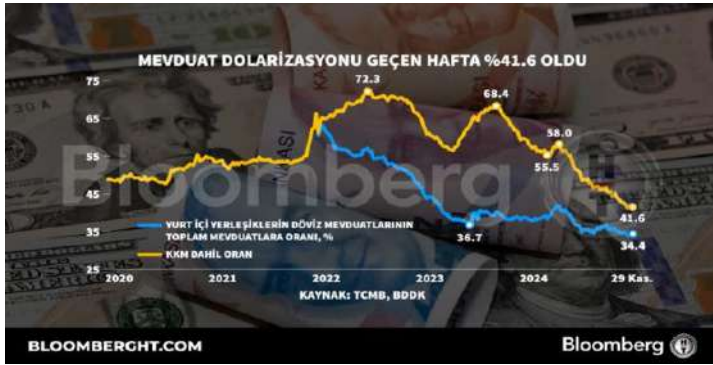 MEVDUAT DOLARİZASYONU GEÇEN HAFTA %41.6 OLDU
75
72.3
68.4
65
58.0
55
55.5
Bloomberg
45
41.6
35
36.7
34.4
YURT İÇİ YERLEŞİKLERİN DÖVİZ MEVDUATLARININ
TOPLAM MEVDUATLARA ORANI, %
KKM DAHİL ORAN
25
2020 2021 2022 2023 2024 29 Kas.
KAYNAK: TCMB, BDDK
BLOOMBERGHT.COM
Bloomberg HT